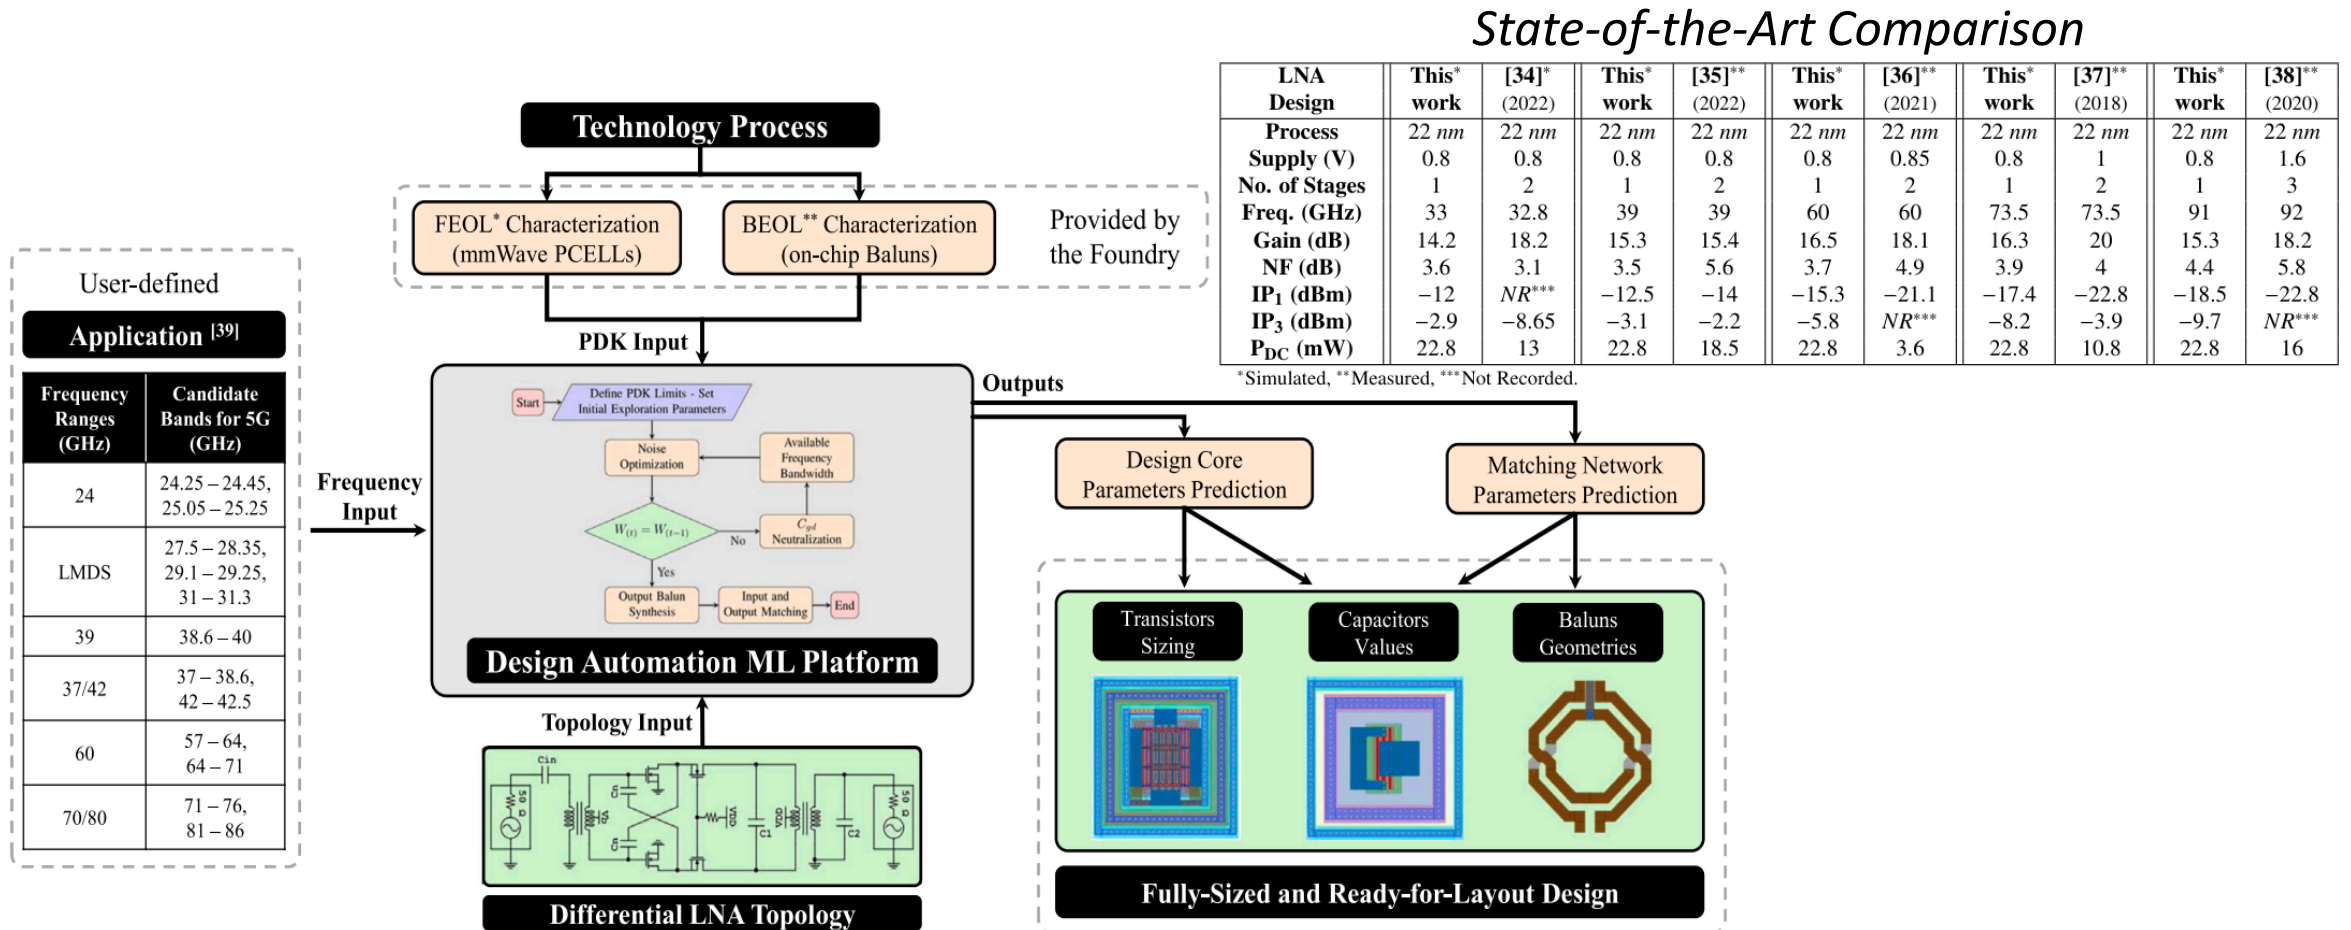 State-of-the-Art Comparison
LNA Design | This* work | [34]* (2022) | This* work | [35]** (2022) | This* work | [36]** (2021) | This* work | [37]** (2018) | This* work | [38]** (2020)
Process | 22 nm | 22 nm | 22 nm | 22 nm | 22 nm | 22 nm | 22 nm | 22 nm | 22 nm | 22 nm
Supply (V) | 0.8 | 0.8 | 0.8 | 0.8 | 0.8 | 0.85 | 0.8 | 1 | 0.8 | 1.6
No. of Stages | 1 | 2 | 1 | 2 | 1 | 2 | 1 | 2 | 1 | 3
Freq. (GHz) | 33 | 32.8 | 39 | 39 | 60 | 60 | 73.5 | 73.5 | 91 | 92
Gain (dB) | 14.2 | 18.2 | 15.3 | 15.4 | 16.5 | 18.1 | 16.3 | 20 | 15.3 | 18.2
NF (dB) | 3.6 | 3.1 | 3.5 | 5.6 | 3.7 | 4.9 | 3.9 | 4 | 4.4 | 5.8
IP1 (dBm) | −12 | NR*** | −12.5 | −14 | −15.3 | −21.1 | −17.4 | −22.8 | −18.5 | −22.8
IP3 (dBm) | −2.9 | −8.65 | −3.1 | −2.2 | −5.8 | NR*** | −8.2 | −3.9 | −9.7 | NR***
PDC (mW) | 22.8 | 13 | 22.8 | 18.5 | 22.8 | 3.6 | 22.8 | 10.8 | 22.8 | 16
*Simulated, **Measured, ***Not Recorded.
Technology Process
FEOL* Characterization
(mmWave PCELLs)
BEOL** Characterization
(on-chip Baluns)
Provided by
the Foundry
PDK Input
User-defined
Application [39]
Frequency Ranges (GHz) | Candidate Bands for 5G (GHz)
24 | 24.25 – 24.45, 25.05 – 25.25
LMDS | 27.5 – 28.35, 29.1 – 29.25, 31 – 31.3
39 | 38.6 – 40
37/42 | 37 – 38.6, 42 – 42.5
60 | 57 – 64, 64 – 71
70/80 | 71 – 76, 81 – 86
Frequency
Input
Start
Define PDK Limits - Set
Initial Exploration Parameters
Noise
Optimization
Available
Frequency
Bandwidth
W(t) = W(t−1)
No
Cgd
Neutralization
Yes
Output Balun
Synthesis
Input and
Output Matching
End
Design Automation ML Platform
Topology Input
Cin
50 Ω
Vb
Cn
Cn
VDD
C1
VDD
C2
50 Ω
Differential LNA Topology
Outputs
Design Core
Parameters Prediction
Matching Network
Parameters Prediction
Transistors
Sizing
Capacitors
Values
Baluns
Geometries
Fully-Sized and Ready-for-Layout Design